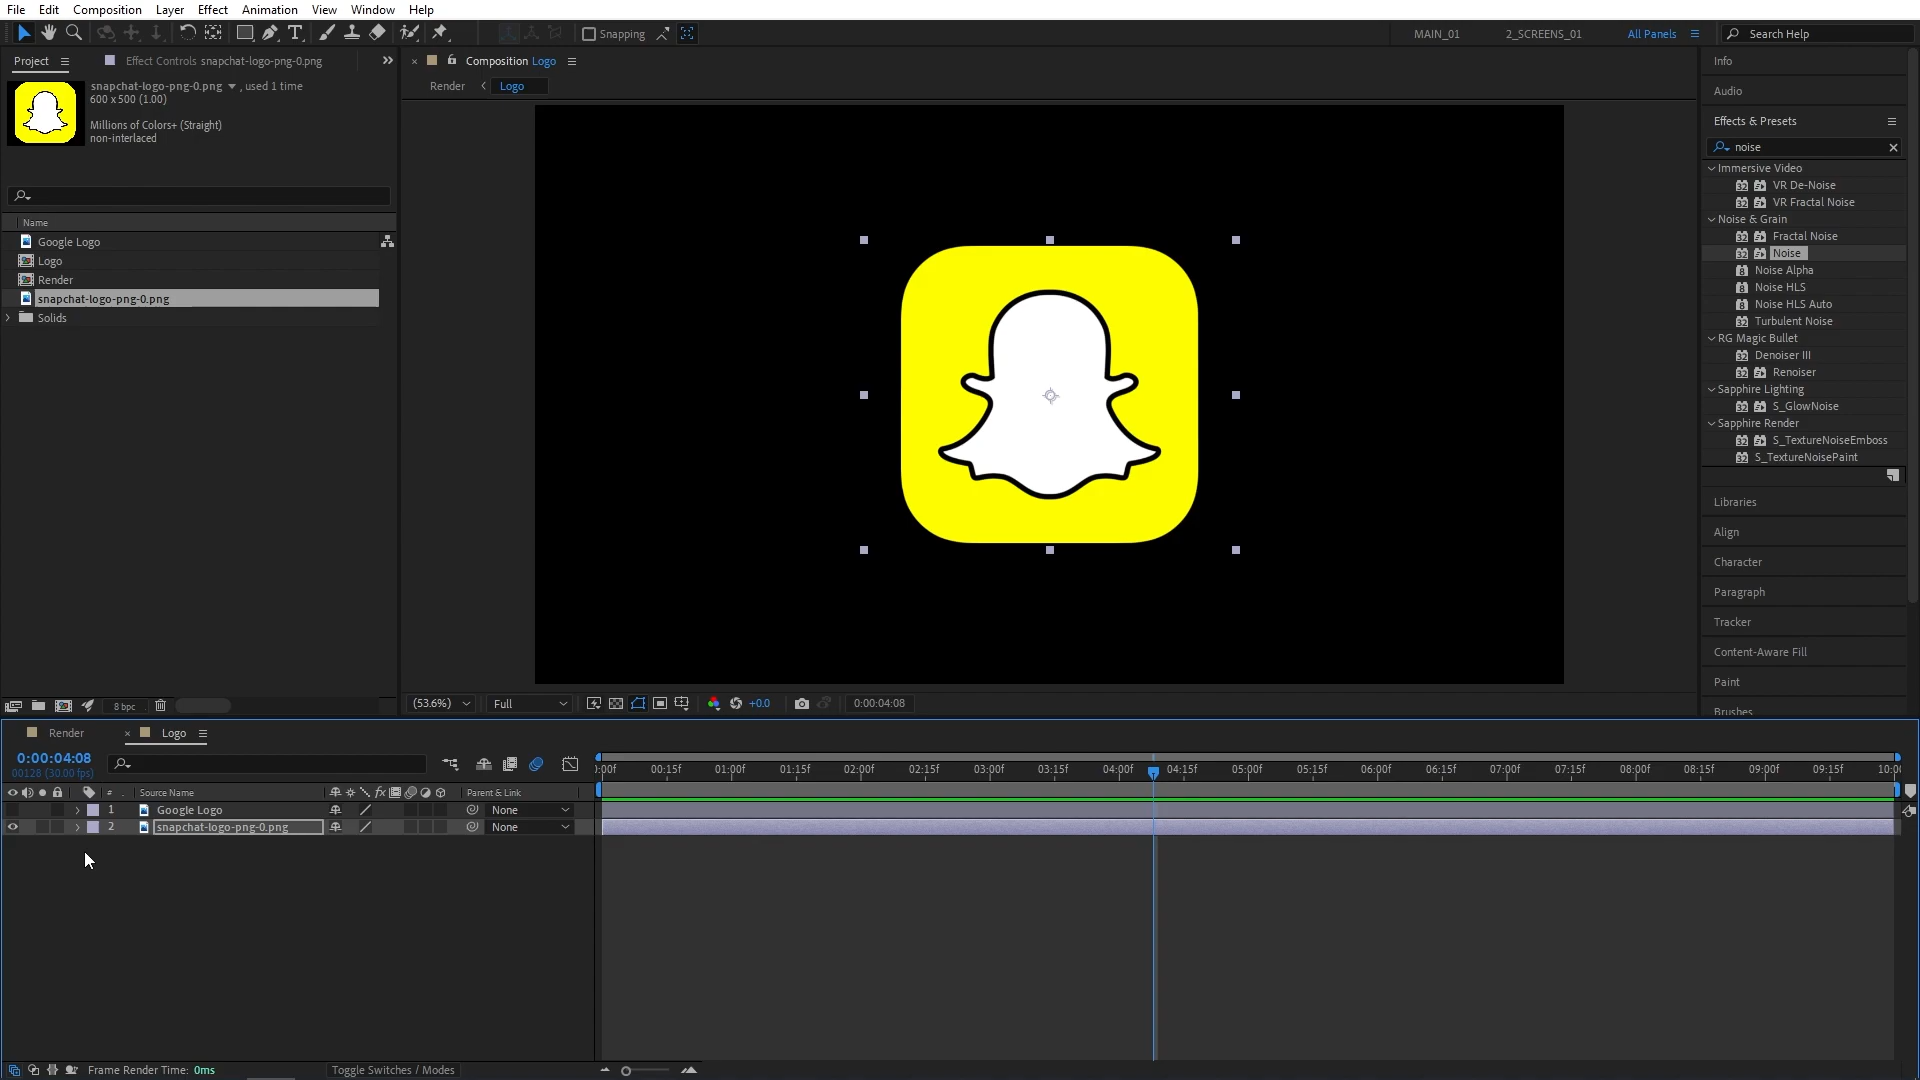 File Edit Composition Layer Effect Animation View Window Help
Snapping
MAIN_01 2_SCREENS_01 All Panels Search Help
Project Effect Controls snapchat-logo-png-0.png
snapchat-logo-png-0.png , used 1 time
600 x 500 (1.00)
Millions of Colors+ (Straight)
non-interlaced
Name
Google Logo
Logo
Render
snapchat-logo-png-0.png
Solids
8 bpc
Composition Logo
Render Logo
(53.6%) Full +0.0 0:00:04:08
Info
Audio
Effects & Presets
noise
Immersive Video
VR De-Noise
VR Fractal Noise
Noise & Grain
Fractal Noise
Noise
Noise Alpha
Noise HLS
Noise HLS Auto
Turbulent Noise
RG Magic Bullet
Denoiser III
Renoiser
Sapphire Lighting
S_GlowNoise
Sapphire Render
S_TextureNoiseEmboss
S_TextureNoisePaint
Libraries
Align
Character
Paragraph
Tracker
Content-Aware Fill
Paint
Brushes
Render Logo
0:00:04:08
00128 (30.00 fps)
:00f 00:15f 01:00f 01:15f 02:00f 02:15f 03:00f 03:15f 04:00f 04:15f 05:00f 05:15f 06:00f 06:15f 07:00f 07:15f 08:00f 08:15f 09:00f 09:15f 10:00
# Source Name fx Parent & Link
1 Google Logo None
2 snapchat-logo-png-0.png None
Frame Render Time: 0ms Toggle Switches / Modes